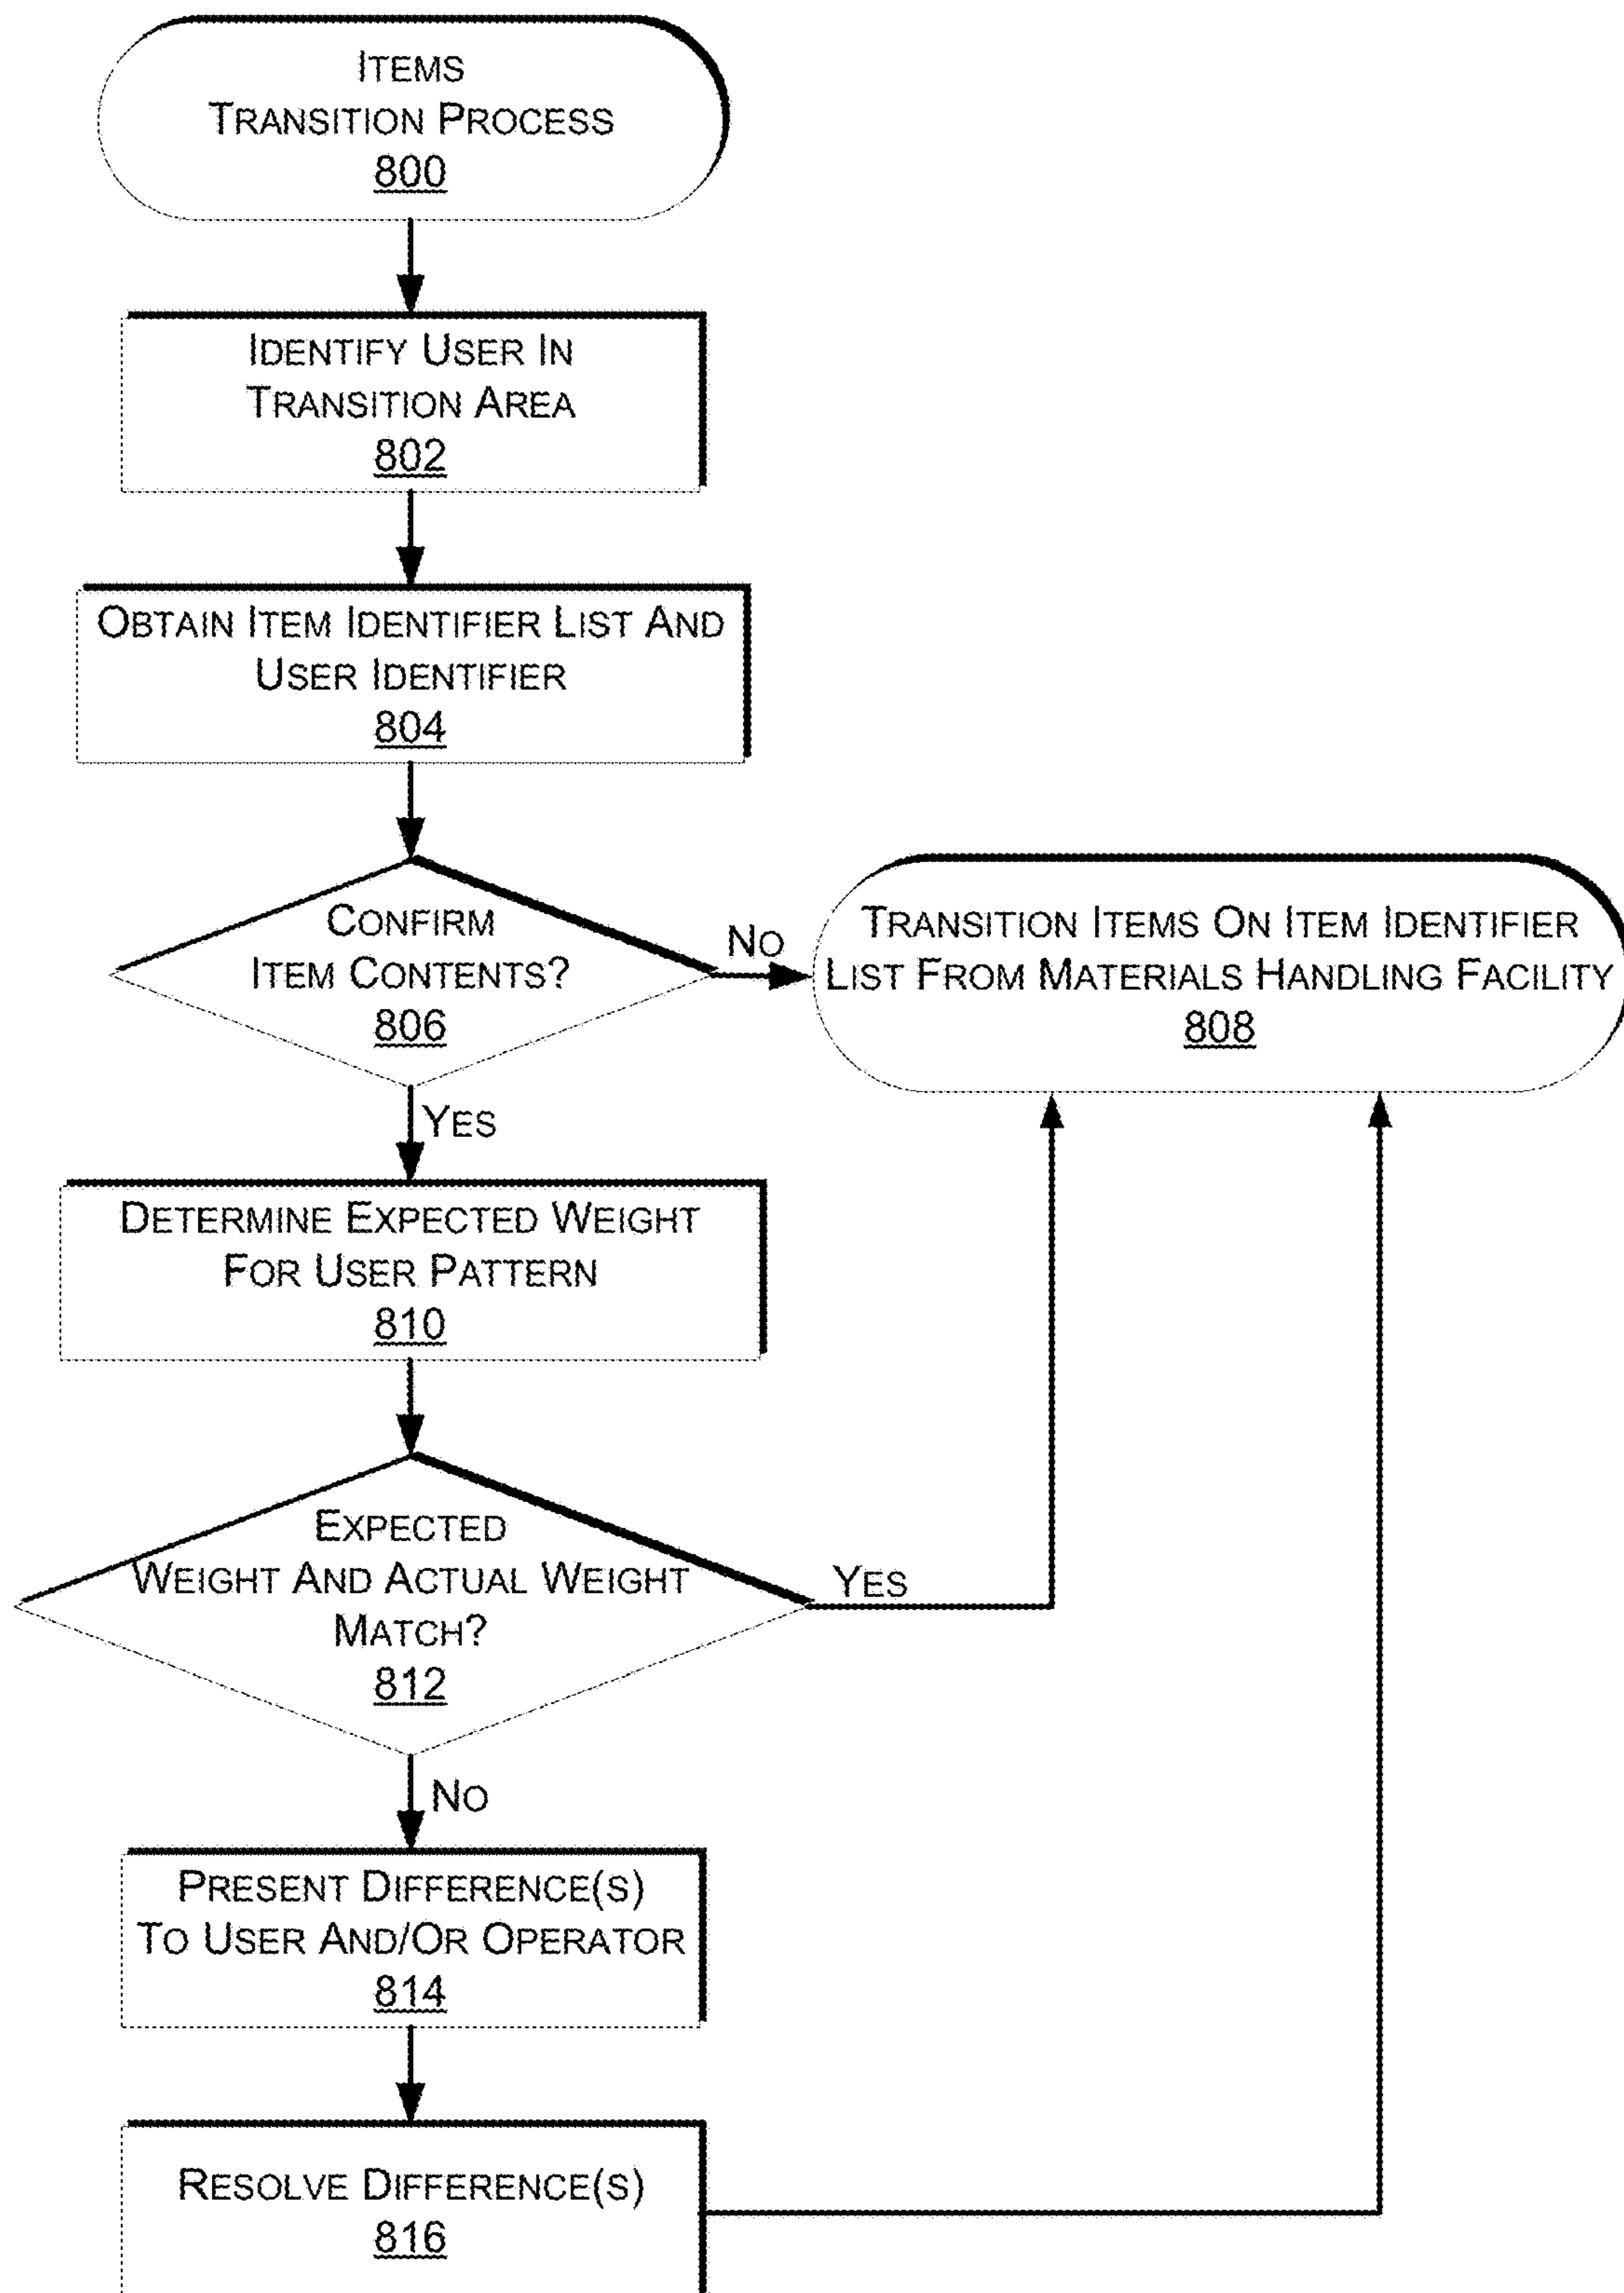 ITEMS
TRANSITION PROCESS
800
IDENTIFY USER IN
TRANSITION AREA
802
OBTAIN ITEM IDENTIFIER LIST AND
USER IDENTIFIER
804
CONFIRM
ITEM CONTENTS?
806
NO
TRANSITION ITEMS ON ITEM IDENTIFIER
LIST FROM MATERIALS HANDLING FACILITY
808
YES
DETERMINE EXPECTED WEIGHT
FOR USER PATTERN
810
EXPECTED
WEIGHT AND ACTUAL WEIGHT
MATCH?
812
YES
NO
PRESENT DIFFERENCE(S)
TO USER AND/OR OPERATOR
814
RESOLVE DIFFERENCE(S)
816